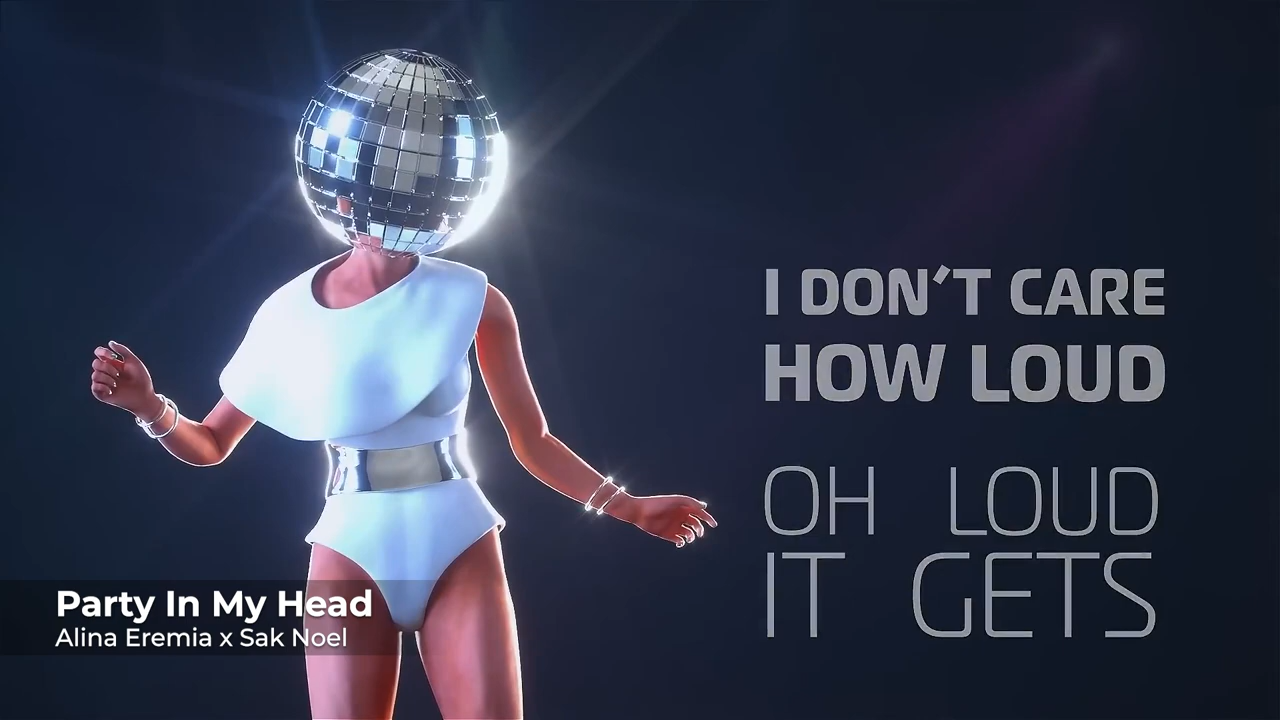 I DON'T CARE
HOW LOUD
OH LOUD
IT GETS
Party In My Head
Alina Eremia x Sak Noel